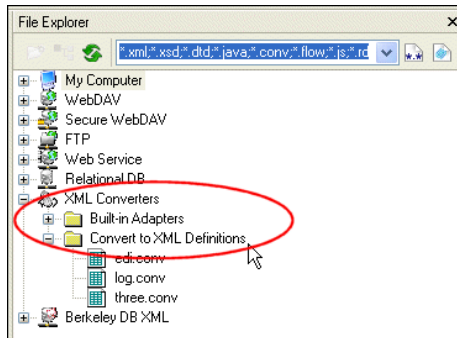 File Explorer
*.xml;*.xsd;*.dtd;*.java;*.conv;*.flow;*.js;*.rd
My Computer
WebDAV
Secure WebDAV
FTP
Web Service
Relational DB
XML Converters
Built-in Adapters
Convert to XML Definitions
edi.conv
log.conv
three.conv
Berkeley DB XML